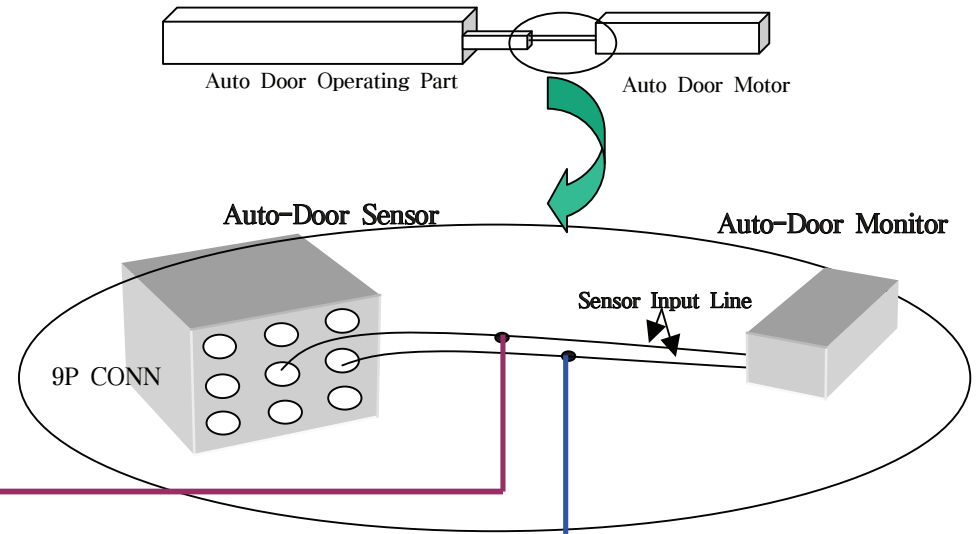 Auto Door Operating Part
Auto Door Motor
Auto-Door Sensor
Auto-Door Monitor
Sensor Input Line
9P CONN